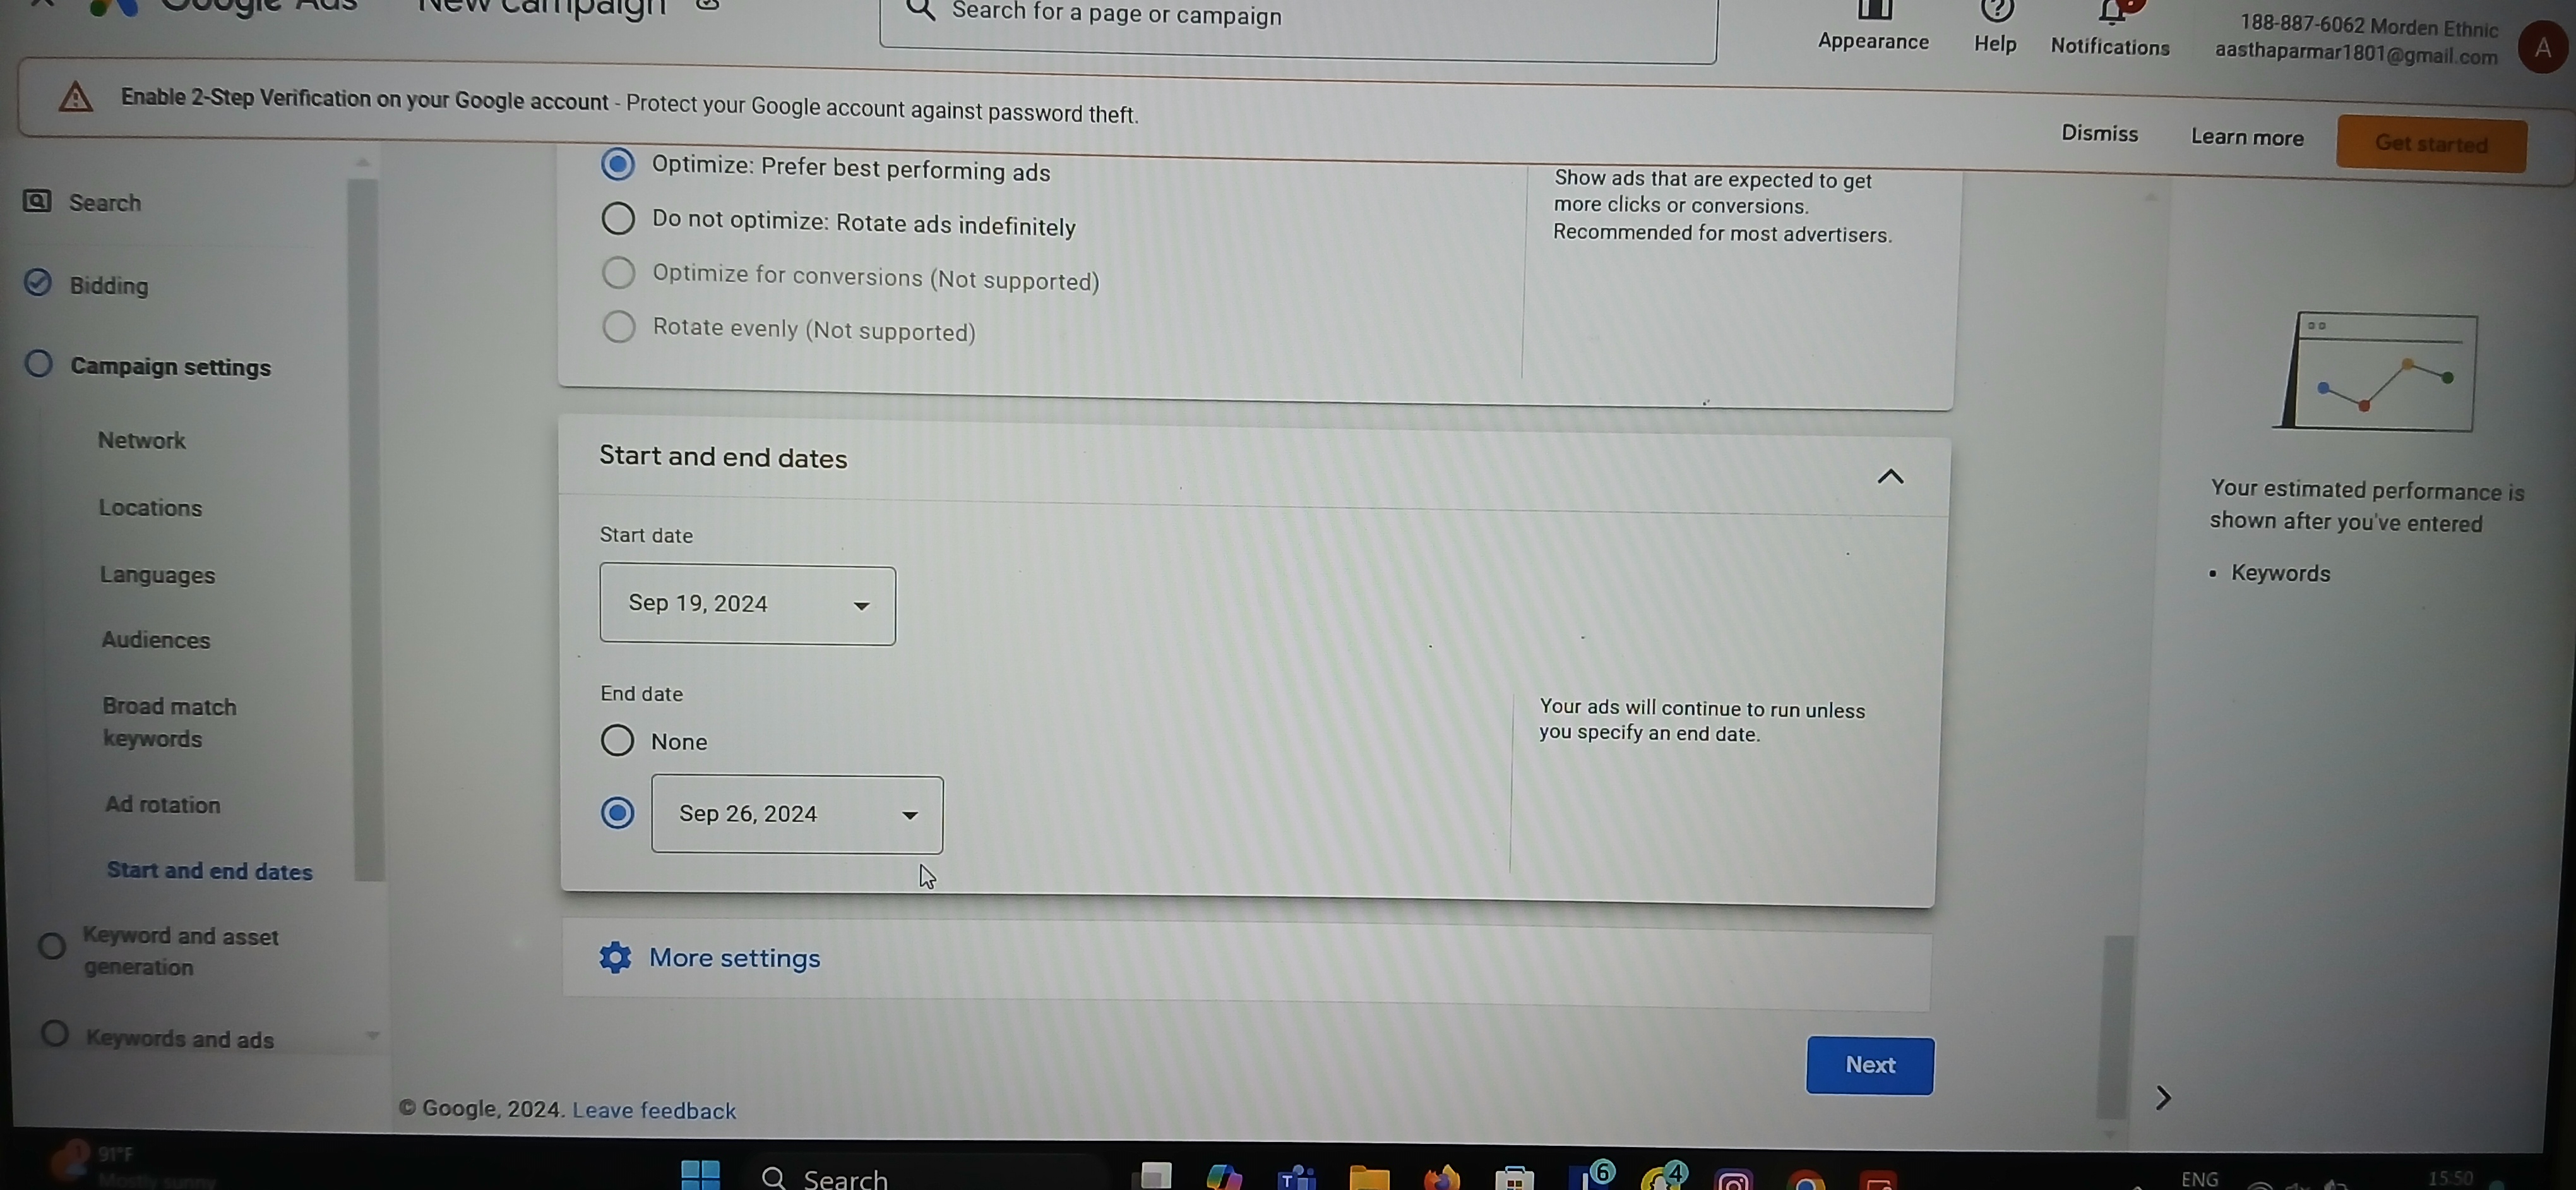 Google Ads New campaign
Search for a page or campaign
Appearance
Help
Notifications
188-887-6062 Morden Ethnic
aasthaparmar1801@gmail.com
A
Enable 2-Step Verification on your Google account - Protect your Google account against password theft.
Dismiss
Learn more
Get started
Search
Bidding
Campaign settings
Network
Locations
Languages
Audiences
Broad match
keywords
Ad rotation
Start and end dates
Keyword and asset
generation
Keywords and ads
Optimize: Prefer best performing ads
Do not optimize: Rotate ads indefinitely
Optimize for conversions (Not supported)
Rotate evenly (Not supported)
Show ads that are expected to get
more clicks or conversions.
Recommended for most advertisers.
Start and end dates
Start date
Sep 19, 2024
End date
None
Sep 26, 2024
Your ads will continue to run unless
you specify an end date.
More settings
Next
Your estimated performance is
shown after you've entered
• Keywords
© Google, 2024. Leave feedback
1
91°F
Mostly sunny
Search
T
6
4
ENG
15:50